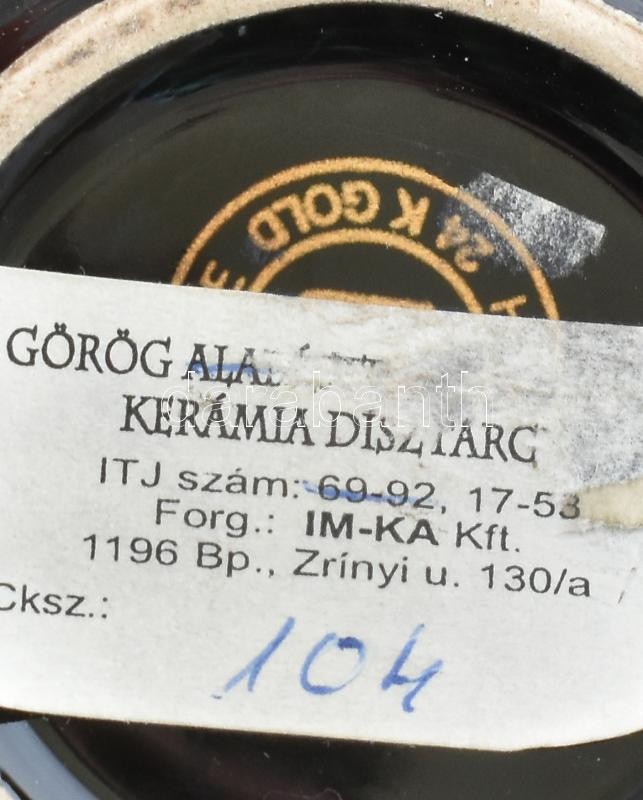 24 K GOLD
GÖRÖG
KERÁMIA DÍSZTÁRG
ITJ szám: 69-92, 17-53
Forg.: IM-KA Kft.
1196 Bp., Zrínyi u. 130/a
Cksz.:
104
darabanth